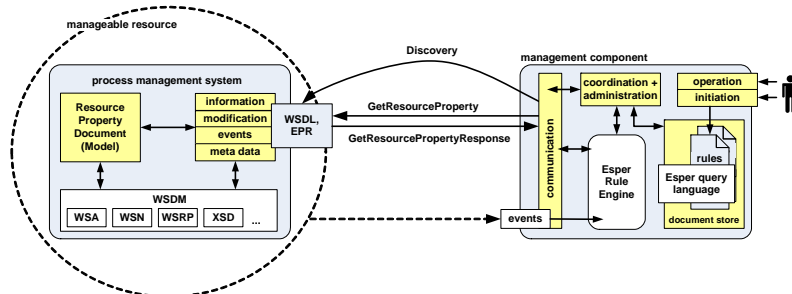 manageable resource
process management system
Resource
Property
Document
(Model)
information
modification
events
meta data
WSDL,
EPR
WSDM
WSA
WSN
WSRP
XSD
...
Discovery
GetResourceProperty
GetResourcePropertyResponse
management component
communication
coordination +
administration
operation
initiation
Esper
Rule
Engine
rules
Esper query
language
document store
events